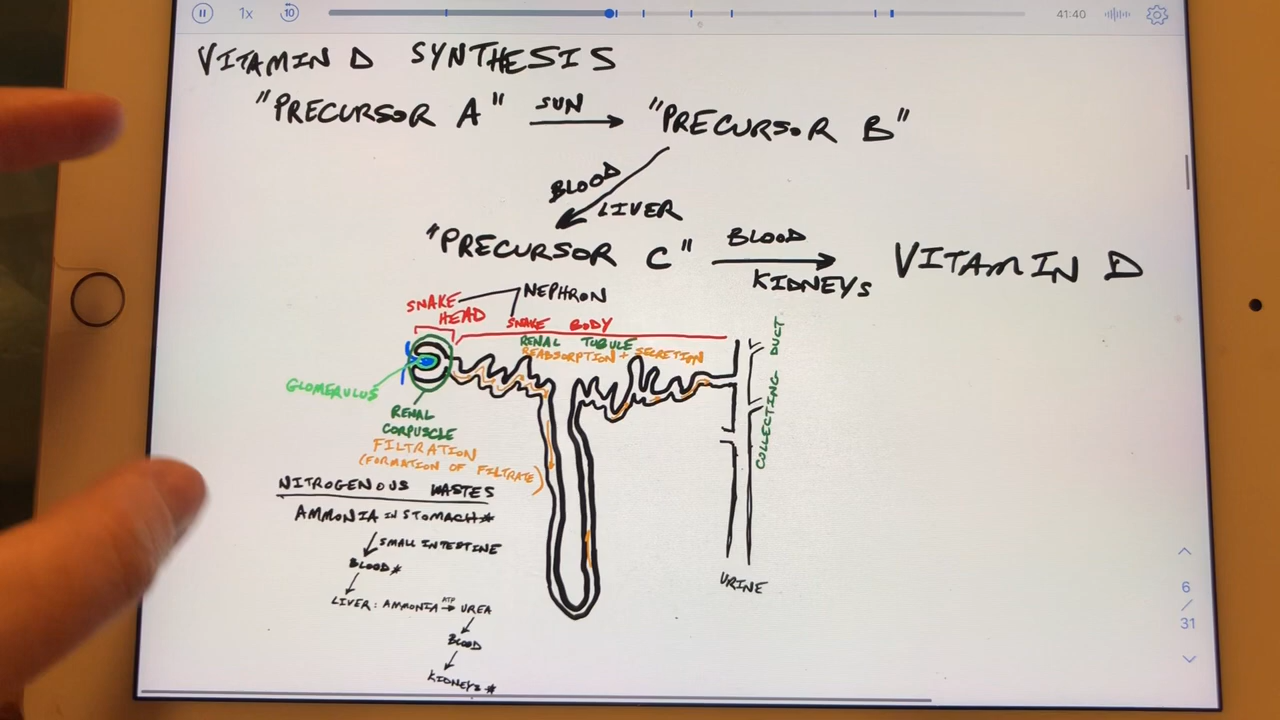 1x
10
41:40
VITAMIN D SYNTHESIS
"PRECURSOR A" SUN "PRECURSOR B"
BLOOD
LIVER
"PRECURSOR C" BLOOD VITAMIN D
KIDNEYS
SNAKE HEAD
NEPHRON
SNAKE BODY
RENAL TUBULE
REABSORPTION + SECRETION
COLLECTING DUCT
GLOMERULUS
RENAL
CORPUSCLE
FILTRATION
(FORMATION OF FILTRATE)
NITROGENOUS WASTES
AMMONIA IN STOMACH*
SMALL INTESTINE
BLOOD*
LIVER: AMMONIA ATP UREA
BLOOD
KIDNEYS*
URINE
6
/
31